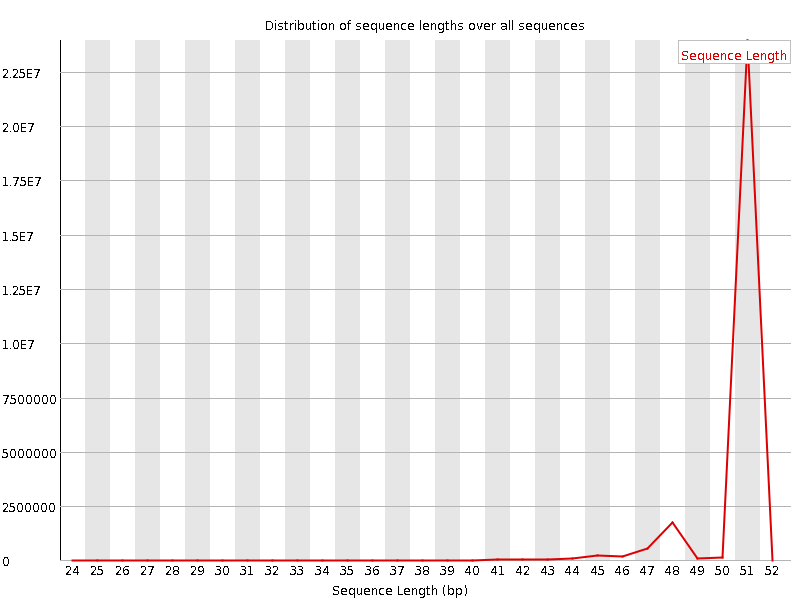 Distribution of sequence lengths over all sequences
Sequence Length
2.25E7
2.0E7
1.75E7
1.5E7
1.25E7
1.0E7
7500000
5000000
2500000
0
24 25 26 27 28 29 30 31 32 33 34 35 36 37 38 39 40 41 42 43 44 45 46 47 48 49 50 51 52
Sequence Length (bp)